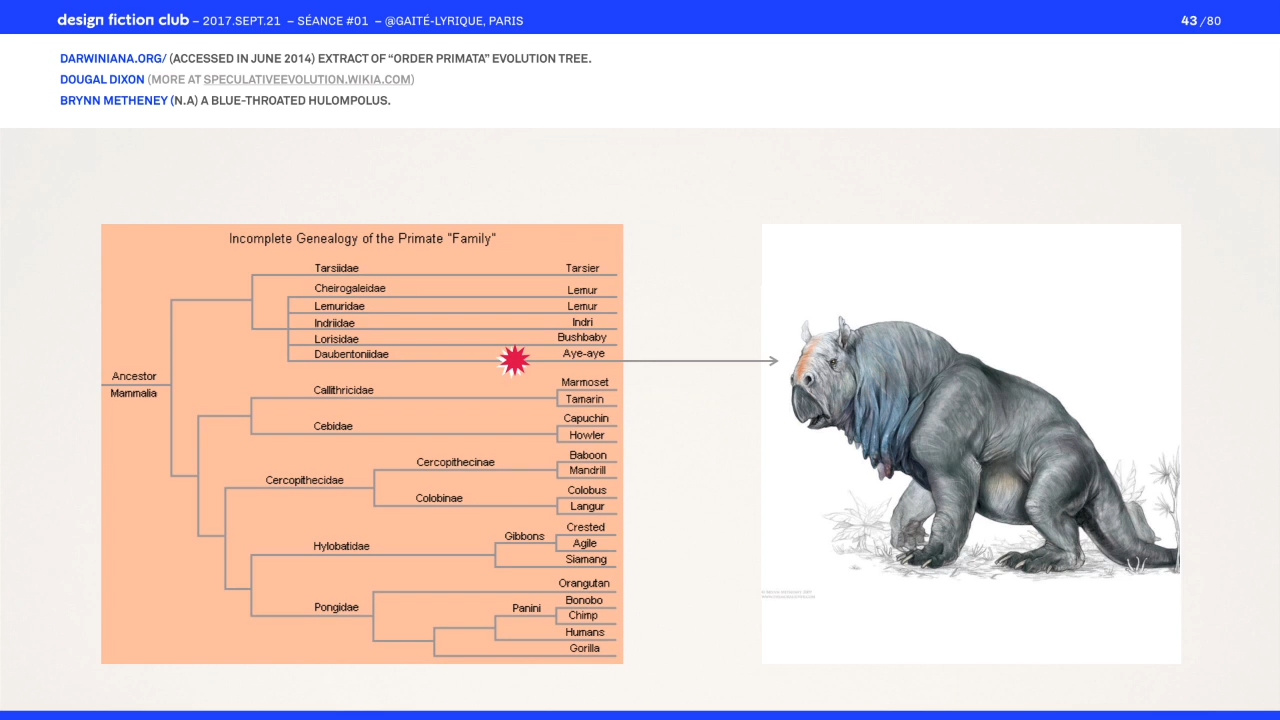 design fiction club – 2017.SEPT.21 – SÉANCE #01 – @GAITÉ-LYRIQUE, PARIS
43 /80
DARWINIANA.ORG/ (ACCESSED IN JUNE 2014) EXTRACT OF “ORDER PRIMATA” EVOLUTION TREE.
DOUGAL DIXON (MORE AT SPECULATIVEEVOLUTION.WIKIA.COM)
BRYNN METHENEY (N.A) A BLUE-THROATED HULOMPOLUS.
Incomplete Genealogy of the Primate "Family"
Tarsiidae Tarsier
Cheirogaleidae Lemur
Lemuridae Lemur
Indriidae Indri
Lorisidae Bushbaby
Daubentoniidae Aye-aye
Ancestor
Mammalia
Callithricidae Marmoset
Tamarin
Cebidae Capuchin
Howler
Cercopithecidae Cercopithecinae Baboon
Mandrill
Colobinae Colobus
Langur
Hylobatidae Gibbons Crested
Agile
Siamang
Pongidae Orangutan
Panini Bonobo
Chimp
Humans
Gorilla